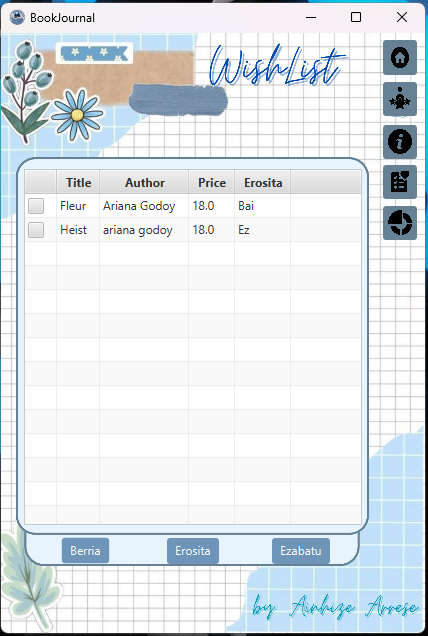 BookJournal
WishList
Title Author Price Erosita
Fleur Ariana Godoy 18.0 Bai
Heist ariana godoy 18.0 Ez
Berria Erosita Ezabatu
by Ainhize Arrese